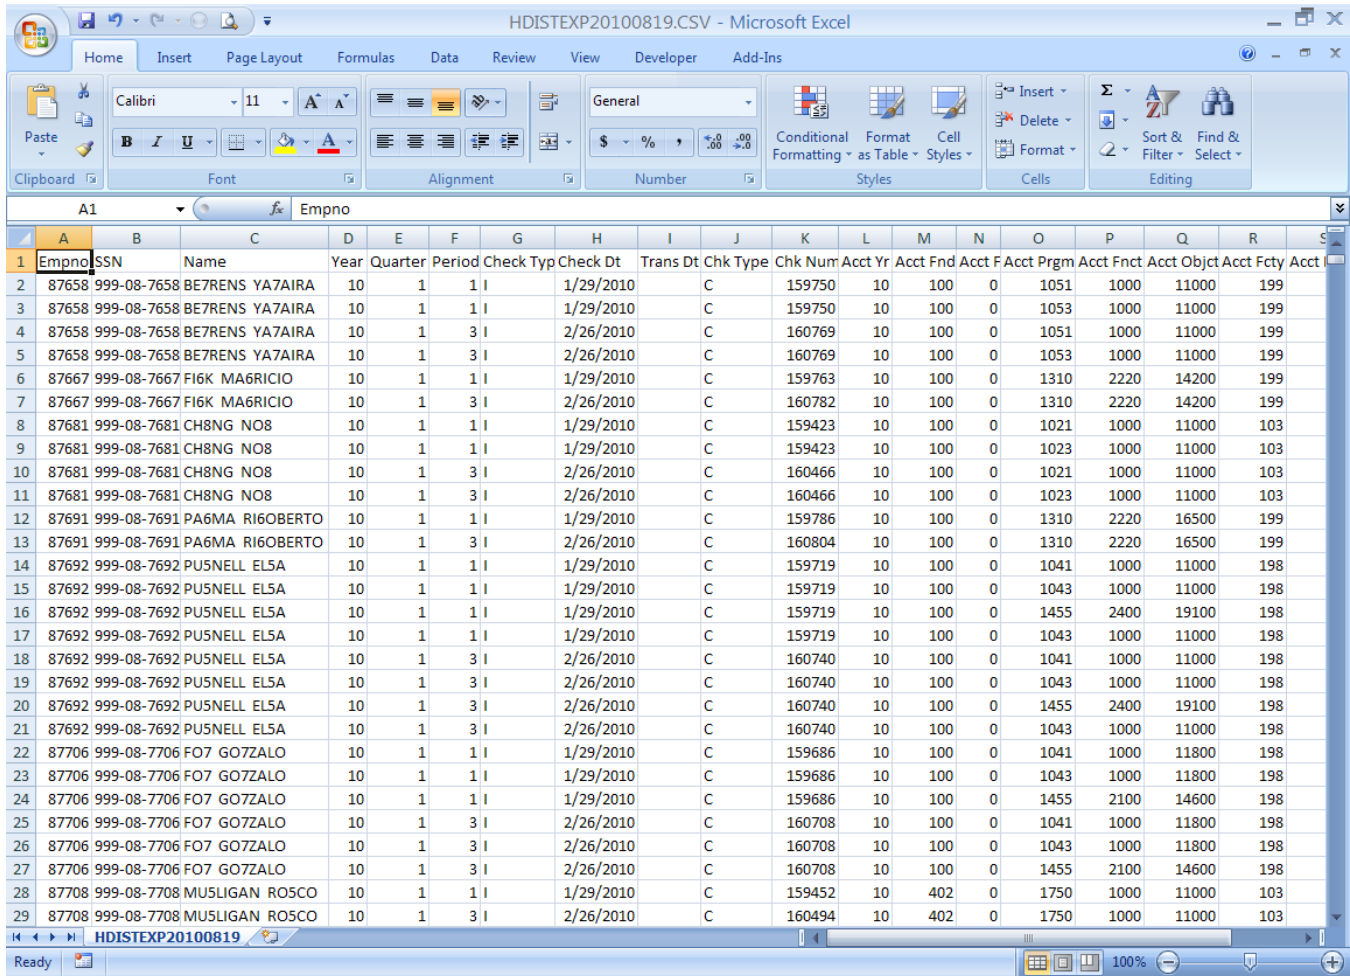 HDISTEXP20100819.CSV - Microsoft Excel
Home Insert Page Layout Formulas Data Review View Developer Add-Ins
Calibri 11 A A General Σ Insert
Paste Delete
B I U A $ % , .0 .00 .00 .0 Conditional Format Cell Sort & Find &
Formatting as Table Styles Format Filter Select
Clipboard Font Alignment Number Styles Cells Editing
A1 fx Empno
A B C D E F G H I J K L M N O P Q R S
1 Empno SSN Name Year Quarter Period Check Typ Check Dt Trans Dt Chk Type Chk Num Acct Yr Acct Fnd Acct F Acct Prgm Acct Fnct Acct Objct Acct Fcty Acct
2 87658 999-08-7658 BE7RENS YA7AIRA 10 1 1 I 1/29/2010 C 159750 10 100 0 1051 1000 11000 199
3 87658 999-08-7658 BE7RENS YA7AIRA 10 1 1 I 1/29/2010 C 159750 10 100 0 1053 1000 11000 199
4 87658 999-08-7658 BE7RENS YA7AIRA 10 1 3 I 2/26/2010 C 160769 10 100 0 1051 1000 11000 199
5 87658 999-08-7658 BE7RENS YA7AIRA 10 1 3 I 2/26/2010 C 160769 10 100 0 1053 1000 11000 199
6 87667 999-08-7667 FI6K MA6RICIO 10 1 1 I 1/29/2010 C 159763 10 100 0 1310 2220 14200 199
7 87667 999-08-7667 FI6K MA6RICIO 10 1 3 I 2/26/2010 C 160782 10 100 0 1310 2220 14200 199
8 87681 999-08-7681 CH8NG NO8 10 1 1 I 1/29/2010 C 159423 10 100 0 1021 1000 11000 103
9 87681 999-08-7681 CH8NG NO8 10 1 1 I 1/29/2010 C 159423 10 100 0 1023 1000 11000 103
10 87681 999-08-7681 CH8NG NO8 10 1 3 I 2/26/2010 C 160466 10 100 0 1021 1000 11000 103
11 87681 999-08-7681 CH8NG NO8 10 1 3 I 2/26/2010 C 160466 10 100 0 1023 1000 11000 103
12 87691 999-08-7691 PA6MA RI6OBERTO 10 1 1 I 1/29/2010 C 159786 10 100 0 1310 2220 16500 199
13 87691 999-08-7691 PA6MA RI6OBERTO 10 1 3 I 2/26/2010 C 160804 10 100 0 1310 2220 16500 199
14 87692 999-08-7692 PU5NELL EL5A 10 1 1 I 1/29/2010 C 159719 10 100 0 1041 1000 11000 198
15 87692 999-08-7692 PU5NELL EL5A 10 1 1 I 1/29/2010 C 159719 10 100 0 1043 1000 11000 198
16 87692 999-08-7692 PU5NELL EL5A 10 1 1 I 1/29/2010 C 159719 10 100 0 1455 2400 19100 198
17 87692 999-08-7692 PU5NELL EL5A 10 1 1 I 1/29/2010 C 159719 10 100 0 1043 1000 11000 198
18 87692 999-08-7692 PU5NELL EL5A 10 1 3 I 2/26/2010 C 160740 10 100 0 1041 1000 11000 198
19 87692 999-08-7692 PU5NELL EL5A 10 1 3 I 2/26/2010 C 160740 10 100 0 1043 1000 11000 198
20 87692 999-08-7692 PU5NELL EL5A 10 1 3 I 2/26/2010 C 160740 10 100 0 1455 2400 19100 198
21 87692 999-08-7692 PU5NELL EL5A 10 1 3 I 2/26/2010 C 160740 10 100 0 1043 1000 11000 198
22 87706 999-08-7706 FO7 GO7ZALO 10 1 1 I 1/29/2010 C 159686 10 100 0 1041 1000 11800 198
23 87706 999-08-7706 FO7 GO7ZALO 10 1 1 I 1/29/2010 C 159686 10 100 0 1043 1000 11800 198
24 87706 999-08-7706 FO7 GO7ZALO 10 1 1 I 1/29/2010 C 159686 10 100 0 1455 2100 14600 198
25 87706 999-08-7706 FO7 GO7ZALO 10 1 3 I 2/26/2010 C 160708 10 100 0 1041 1000 11800 198
26 87706 999-08-7706 FO7 GO7ZALO 10 1 3 I 2/26/2010 C 160708 10 100 0 1043 1000 11800 198
27 87706 999-08-7706 FO7 GO7ZALO 10 1 3 I 2/26/2010 C 160708 10 100 0 1455 2100 14600 198
28 87708 999-08-7708 MU5LIGAN RO5CO 10 1 1 I 1/29/2010 C 159452 10 402 0 1750 1000 11000 103
29 87708 999-08-7708 MU5LIGAN RO5CO 10 1 3 I 2/26/2010 C 160494 10 402 0 1750 1000 11000 103
HDISTEXP20100819
Ready 100%